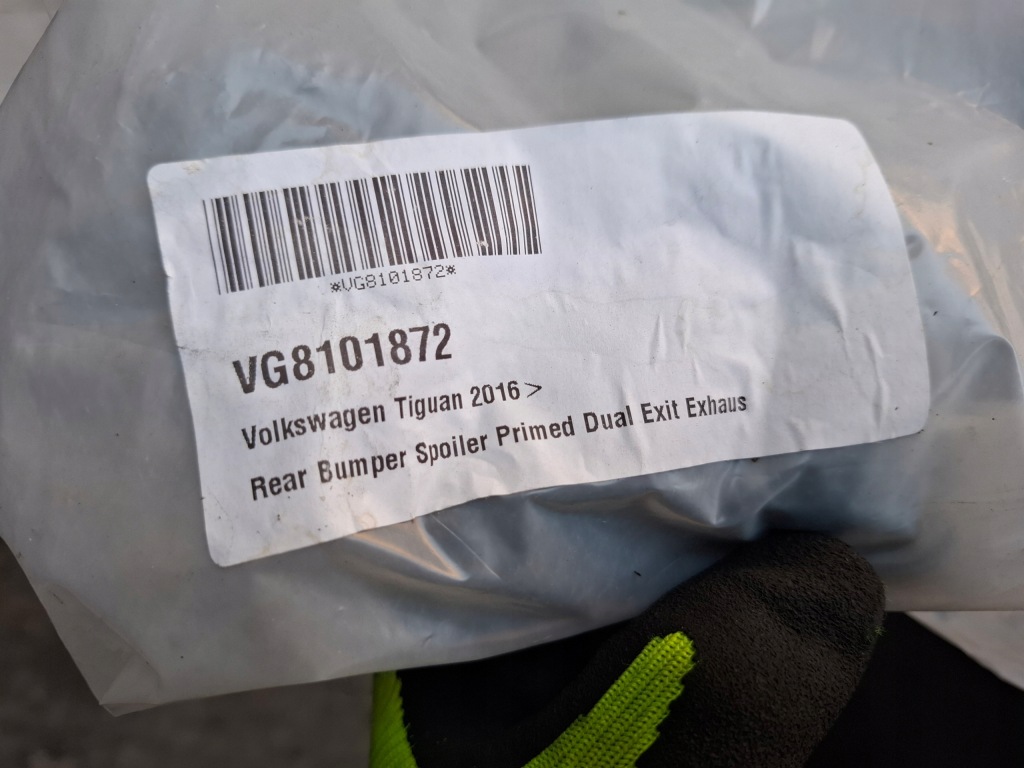 *VG8101872*
VG8101872
Volkswagen Tiguan 2016>
Rear Bumper Spoiler Primed Dual Exit Exhaus